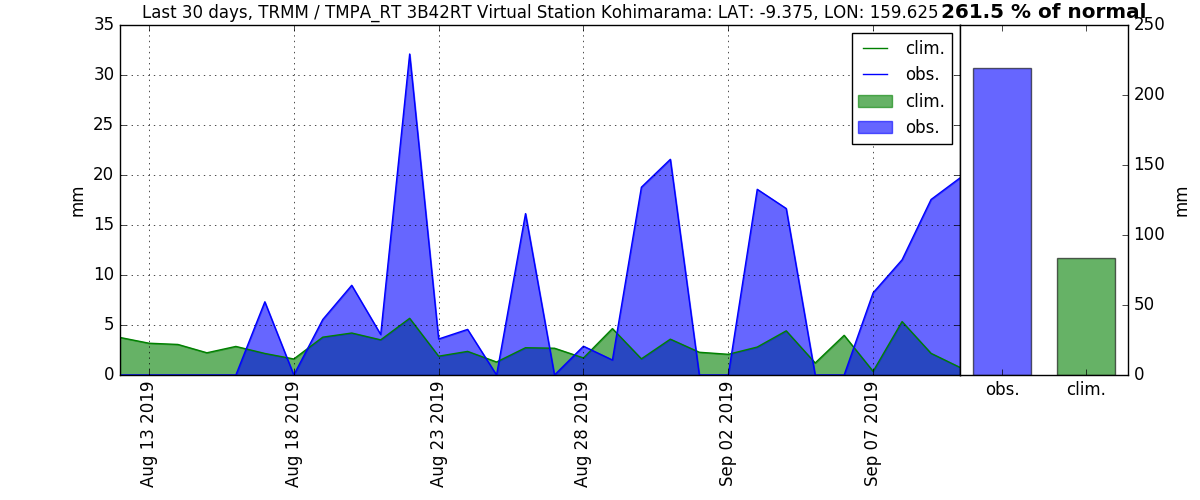 Last 30 days, TRMM / TMPA_RT 3B42RT Virtual Station Kohimarama: LAT: -9.375, LON: 159.625
261.5 % of normal
35
30
25
20
15
10
5
0
mm
clim.
obs.
clim.
obs.
Aug 13 2019
Aug 18 2019
Aug 23 2019
Aug 28 2019
Sep 02 2019
Sep 07 2019
250
200
150
100
50
0
mm
obs.
clim.